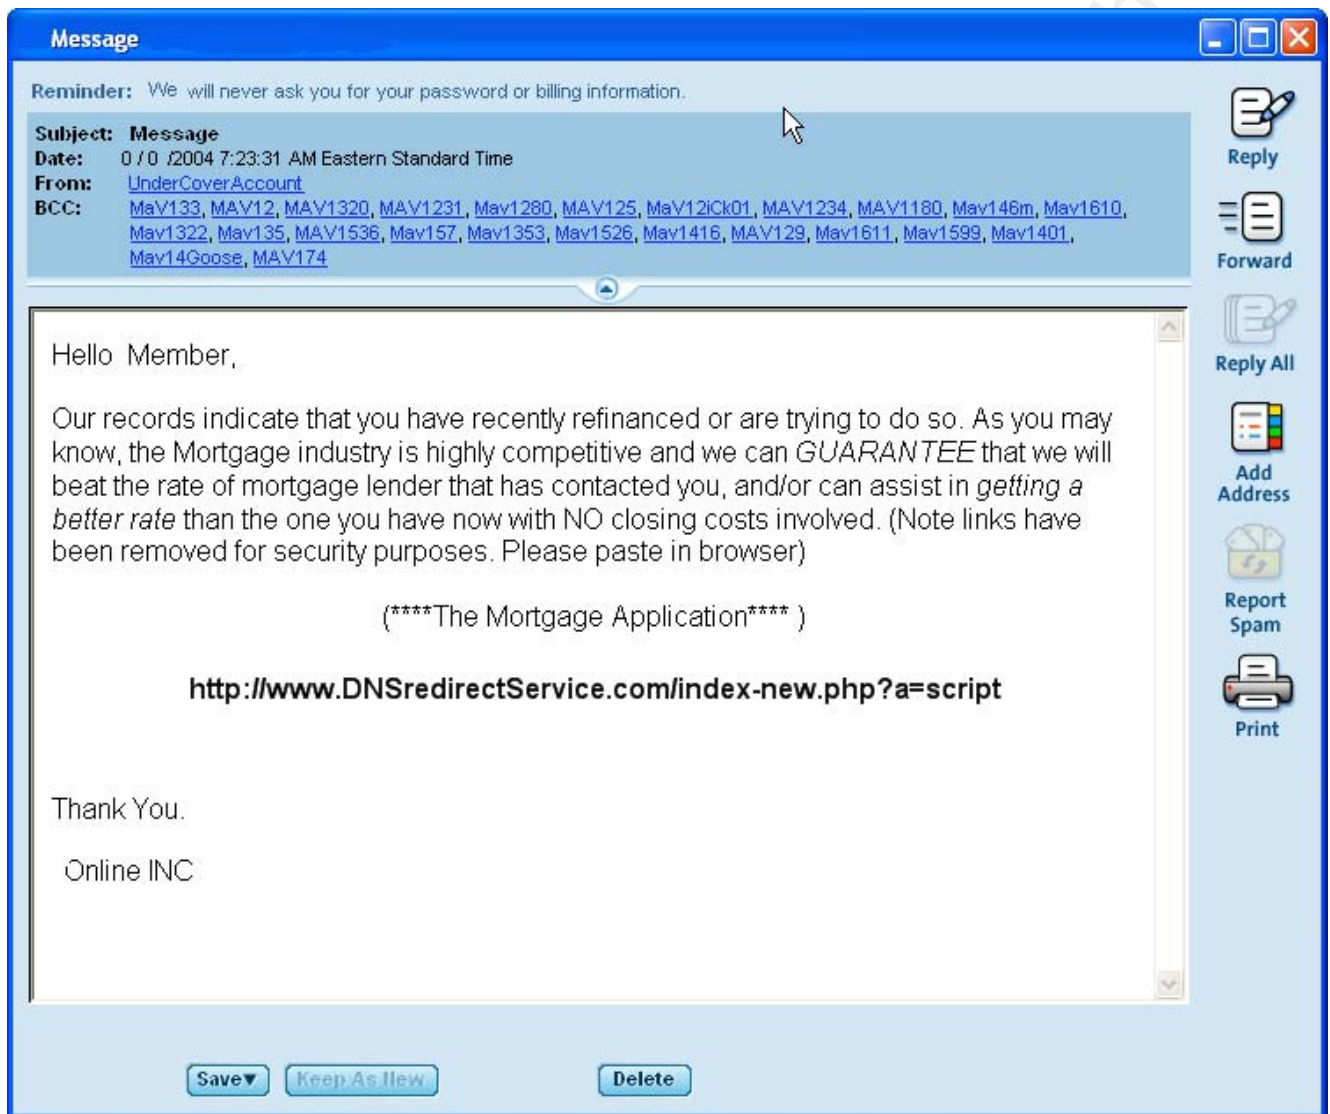 Message
Reminder: We will never ask you for your password or billing information.
Subject: Message
Date: 0 / 0 /2004 7:23:31 AM Eastern Standard Time
From: UnderCoverAccount
BCC: MaV133, MAV12, MAV1320, MAV1231, Mav1280, MAV125, MaV12iCk01, MAV1234, MAV1180, Mav146m, Mav1610,
Mav1322, Mav135, MAV1536, Mav157, Mav1353, Mav1526, Mav1416, MAV129, Mav1611, Mav1599, Mav1401,
Mav14Goose, MAV174
Hello Member,
Our records indicate that you have recently refinanced or are trying to do so. As you may
know, the Mortgage industry is highly competitive and we can GUARANTEE that we will
beat the rate of mortgage lender that has contacted you, and/or can assist in getting a
better rate than the one you have now with NO closing costs involved. (Note links have
been removed for security purposes. Please paste in browser)
(****The Mortgage Application**** )
http://www.DNSredirectService.com/index-new.php?a=script
Thank You.
Online INC
Reply
Forward
Reply All
Add
Address
Report
Spam
Print
Save
Keep As New
Delete